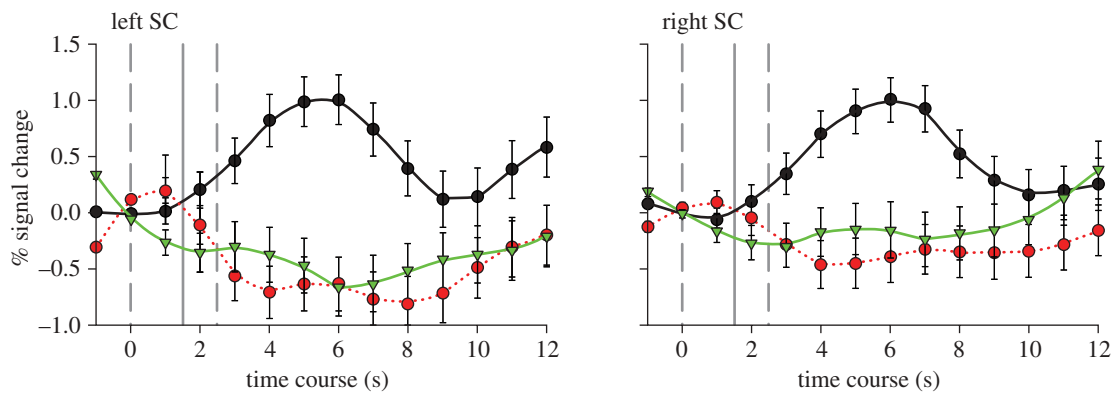 left SC
right SC
% signal change
1.5
1.0
0.5
0.0
–0.5
–1.0
0 2 4 6 8 10 12
0 2 4 6 8 10 12
time course (s)
time course (s)